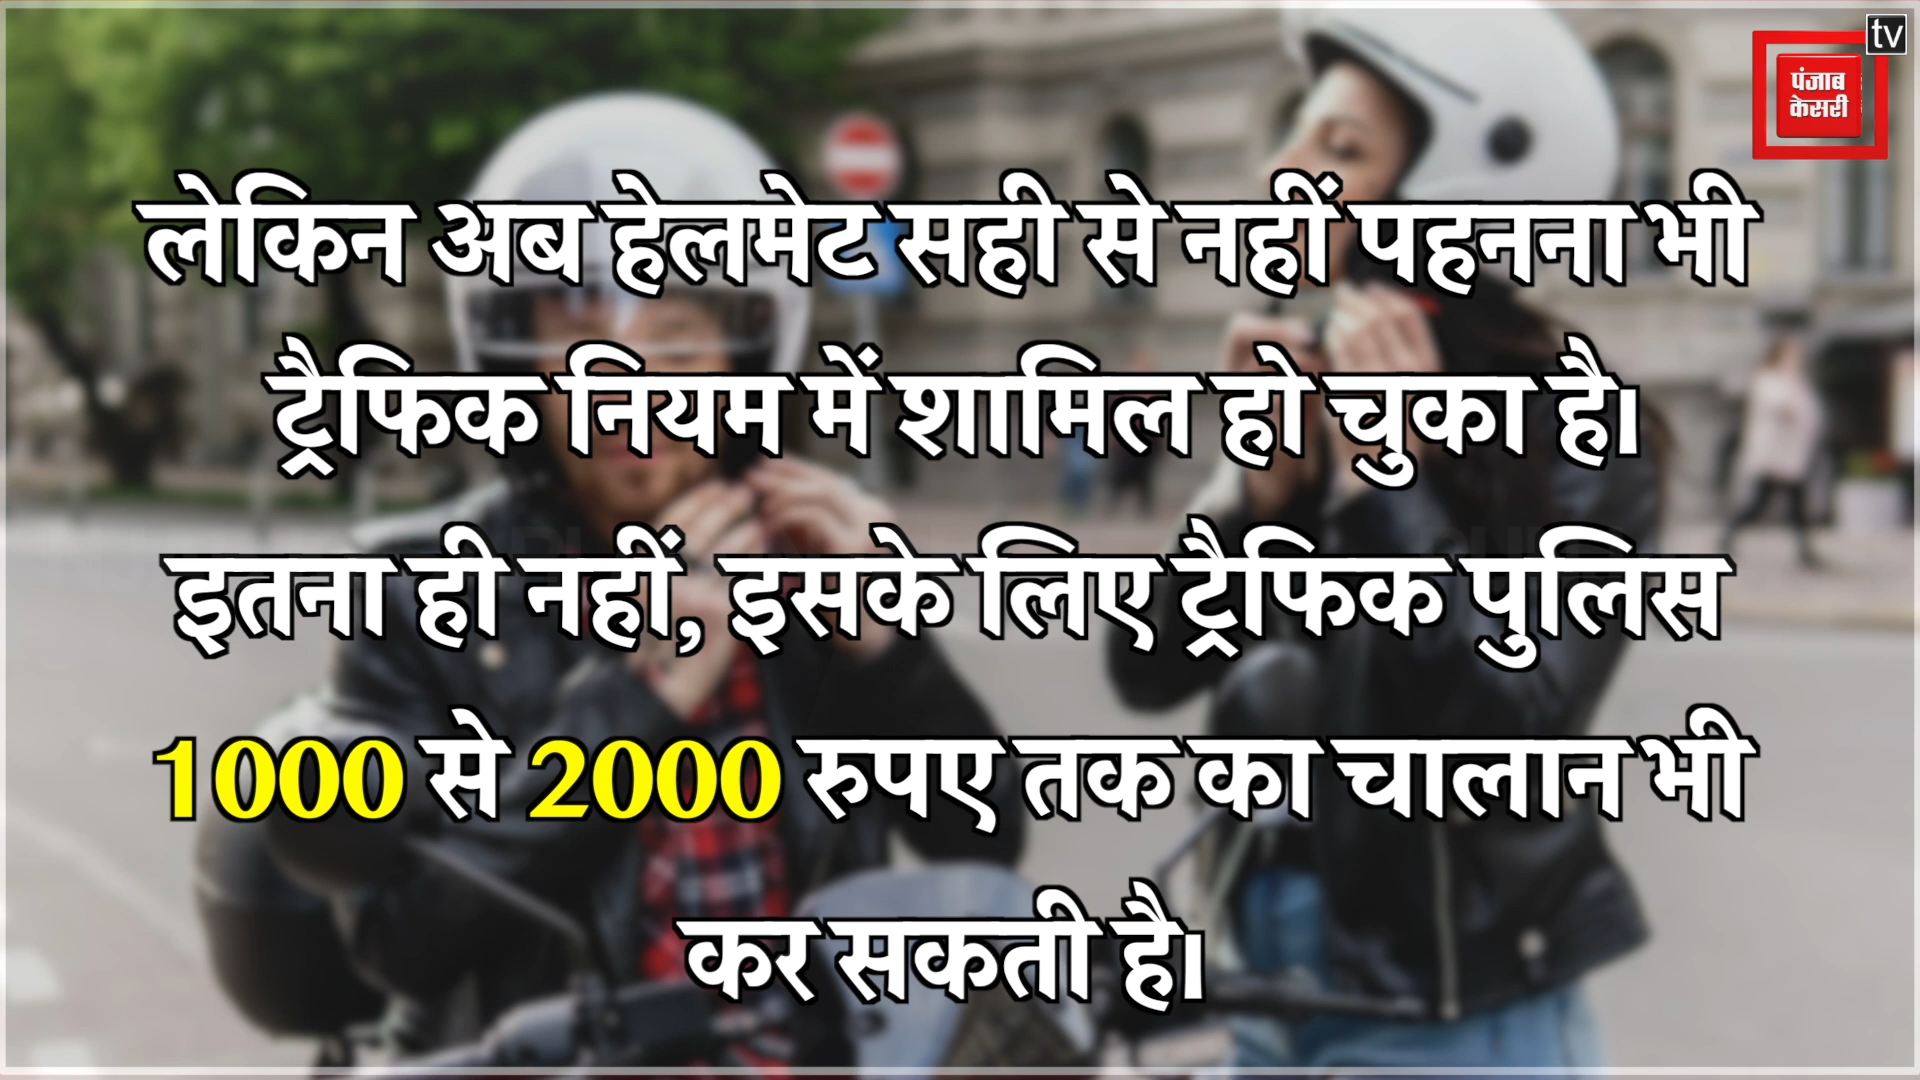 tv
पंजाब
केसरी
लेकिन अब हेलमेट सही से नहीं पहनना भी
ट्रैफिक नियम में शामिल हो चुका है।
इतना ही नहीं, इसके लिए ट्रैफिक पुलिस
1000 से 2000 रुपए तक का चालान भी
कर सकती है।